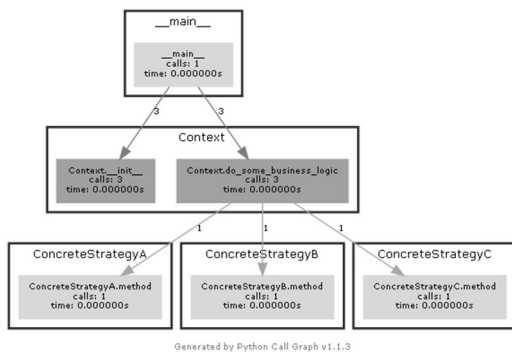 __main__
__main__
calls: 1
time: 0.000000s
3
3
Context
Context.__init__
calls: 3
time: 0.000000s
Context.do_some_business_logic
calls: 3
time: 0.000000s
1
1
1
ConcreteStrategyA
ConcreteStrategyA.method
calls: 1
time: 0.000000s
ConcreteStrategyB
ConcreteStrategyB.method
calls: 1
time: 0.000000s
ConcreteStrategyC
ConcreteStrategyC.method
calls: 1
time: 0.000000s
Generated by Python Call Graph v1.1.3